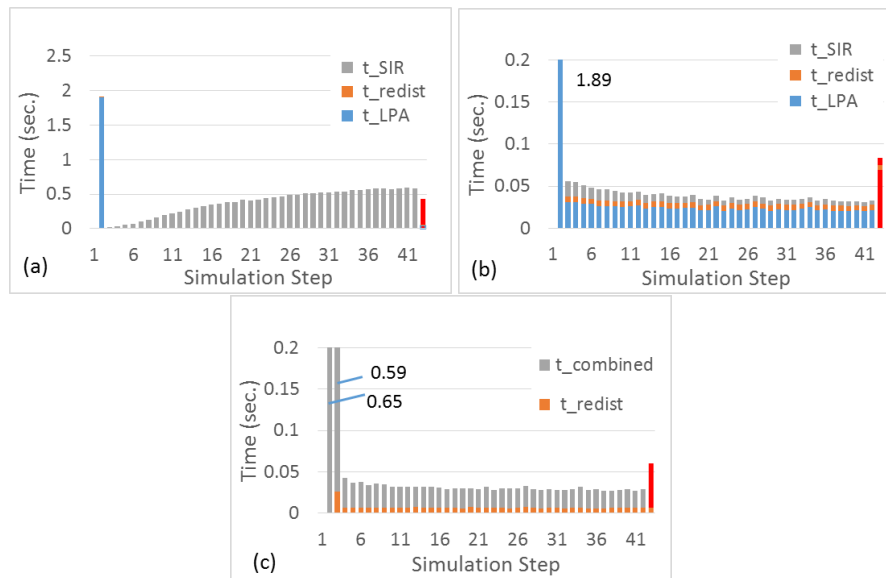 2.5
2
1.5
1
0.5
0
Time (sec.)
t_SIR
t_redist
t_LPA
1 6 11 16 21 26 31 36 41
Simulation Step
(a)
0.2
0.15
0.1
0.05
0
Time (sec.)
1.89
t_SIR
t_redist
t_LPA
1 6 11 16 21 26 31 36 41
Simulation Step
(b)
0.2
0.15
0.1
0.05
0
Time (sec.)
0.59
0.65
t_combined
t_redist
1 6 11 16 21 26 31 36 41
Simulation Step
(c)